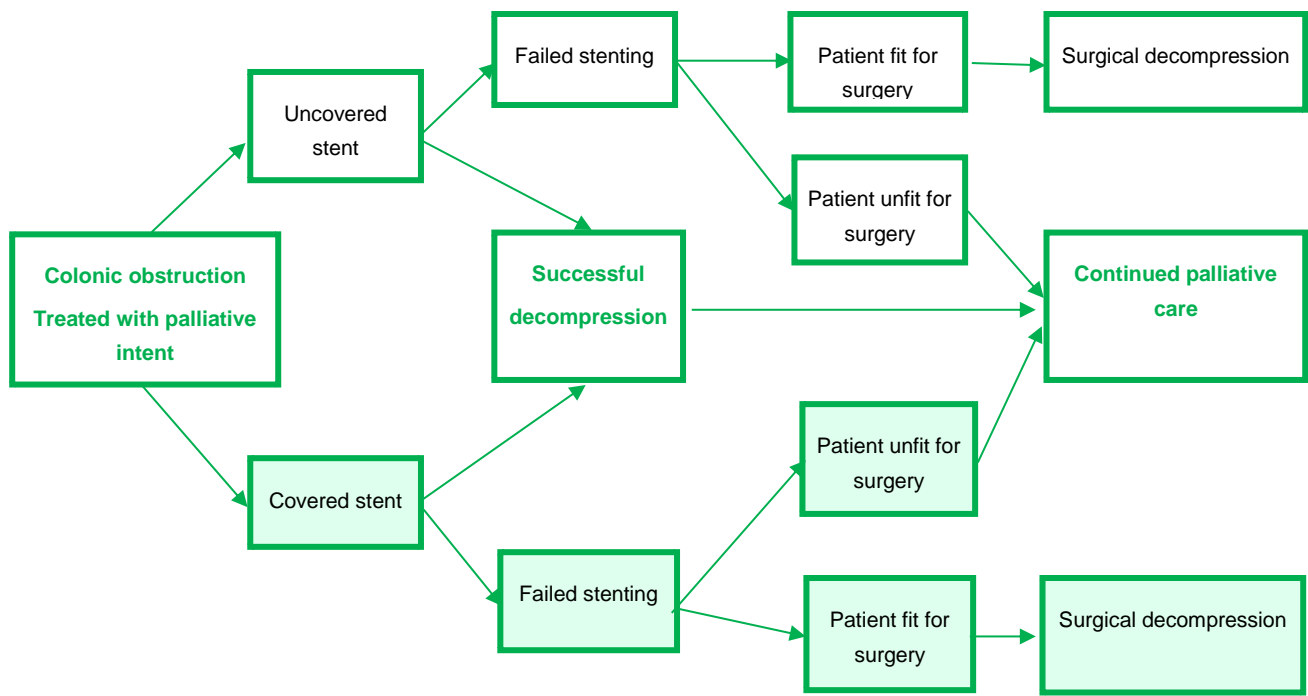 Failed stenting
Patient fit for
surgery
Surgical decompression
Uncovered
stent
Patient unfit for
surgery
Colonic obstruction
Treated with palliative
intent
Successful
decompression
Continued palliative
care
Covered stent
Patient unfit for
surgery
Failed stenting
Patient fit for
surgery
Surgical decompression